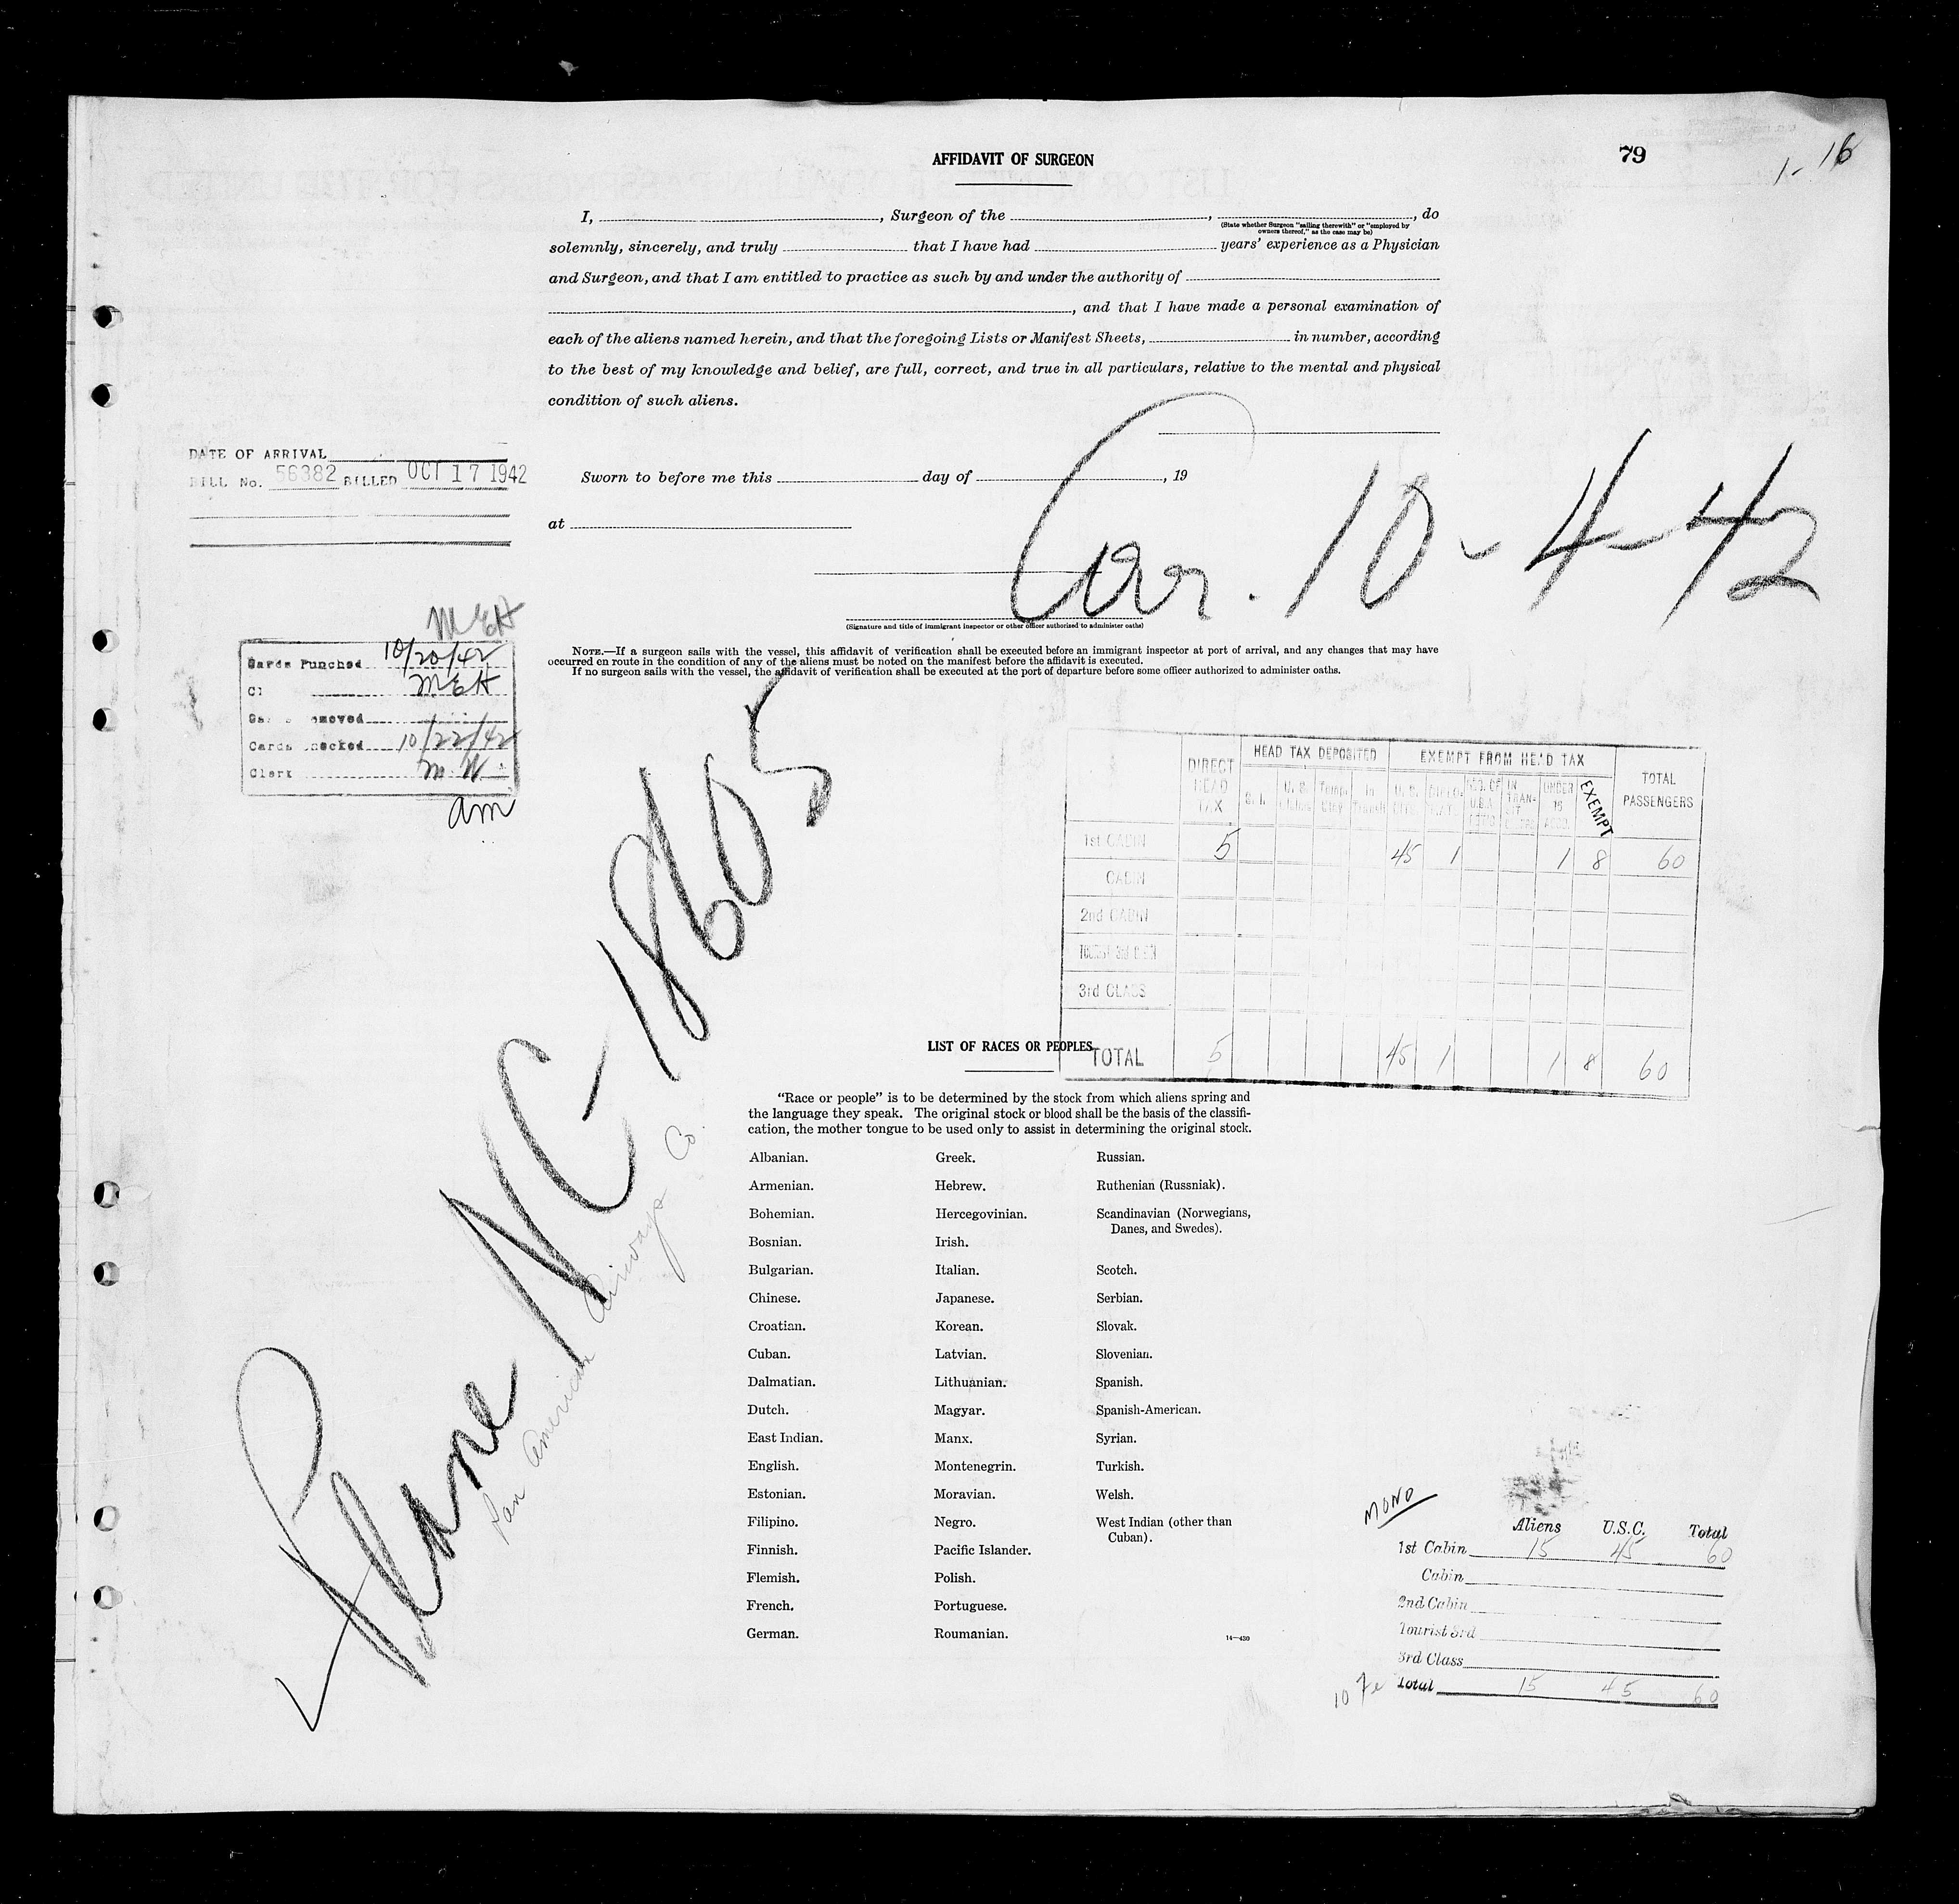 AFFIDAVIT OF SURGEON
79
1-16
I, , Surgeon of the , , do
(State whether Surgeon "sailing therewith" or "employed by
owners thereof," as the case may be)
solemnly, sincerely, and truly that I have had years' experience as a Physician
and Surgeon, and that I am entitled to practice as such by and under the authority of
, and that I have made a personal examination of
each of the aliens named herein, and that the foregoing Lists or Manifest Sheets, in number, according
to the best of my knowledge and belief, are full, correct, and true in all particulars, relative to the mental and physical
condition of such aliens.
DATE OF ARRIVAL
BILL No. 56382 BILLED OCT 17 1942
Sworn to before me this day of , 19
at
Arr. 10-4-42
(Signature and title of immigrant inspector or other officer authorized to administer oaths)
NOTE.—If a surgeon sails with the vessel, this affidavit of verification shall be executed before an immigrant inspector at port of arrival, and any changes that may have
occurred en route in the condition of any of the aliens must be noted on the manifest before the affidavit is executed.
If no surgeon sails with the vessel, the affidavit of verification shall be executed at the port of departure before some officer authorized to administer oaths.
MEH
Cards Punched 10/20/42
Cl MEH
emoved
Cards hecked 10/22/42
Clerk M.W.
am
Plane NC-18605
Pan American Airways Co.
DIRECT HEAD TAX
HEAD TAX DEPOSITED
EXEMPT FROM HEAD TAX
TOTAL PASSENGERS
In Transit
UNDER 16
EXEMPT
1st CABIN 5 45 1 1 8 60
CABIN
2nd CABIN
3rd CLASS
TOTAL 5 45 1 1 8 60
LIST OF RACES OR PEOPLES
"Race or people" is to be determined by the stock from which aliens spring and
the language they speak. The original stock or blood shall be the basis of the classifi-
cation, the mother tongue to be used only to assist in determining the original stock.
Albanian.
Armenian.
Bohemian.
Bosnian.
Bulgarian.
Chinese.
Croatian.
Cuban.
Dalmatian.
Dutch.
East Indian.
English.
Estonian.
Filipino.
Finnish.
Flemish.
French.
German.
Greek.
Hebrew.
Hercegovinian.
Irish.
Italian.
Japanese.
Korean.
Latvian.
Lithuanian.
Magyar.
Manx.
Montenegrin.
Moravian.
Negro.
Pacific Islander.
Polish.
Portuguese.
Roumanian.
Russian.
Ruthenian (Russniak).
Scandinavian (Norwegians,
Danes, and Swedes).
Scotch.
Serbian.
Slovak.
Slovenian.
Spanish.
Spanish-American.
Syrian.
Turkish.
Welsh.
West Indian (other than
Cuban).
14—430
MONO
Aliens U.S.C. Total
1st Cabin 15 45 60
Cabin
2nd Cabin
Tourist 3rd
3rd Class
Total 15 45 60